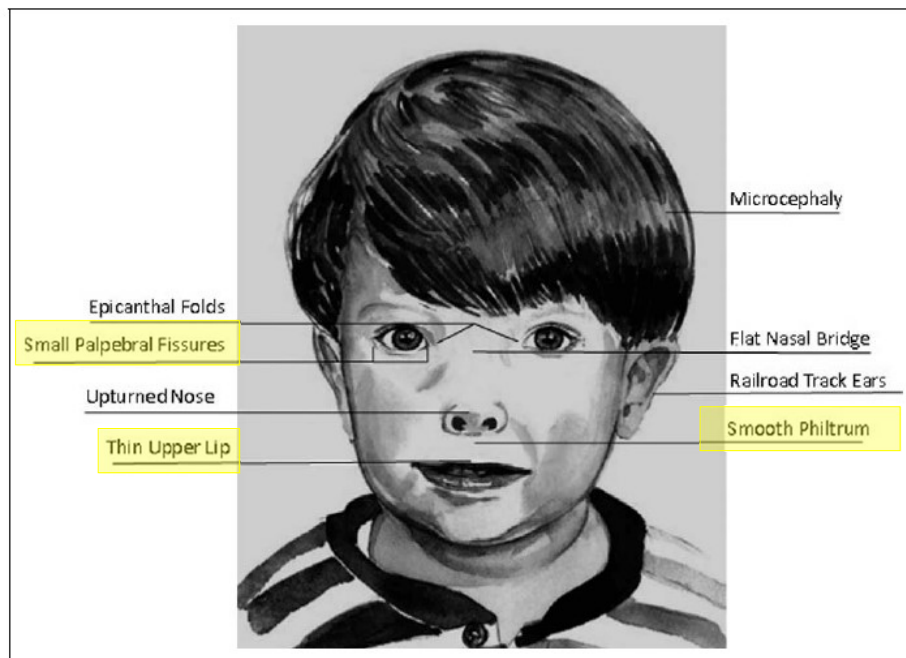 Microcephaly
Epicanthal Folds
Small Palpebral Fissures
Flat Nasal Bridge
Railroad Track Ears
Upturned Nose
Smooth Philtrum
Thin Upper Lip